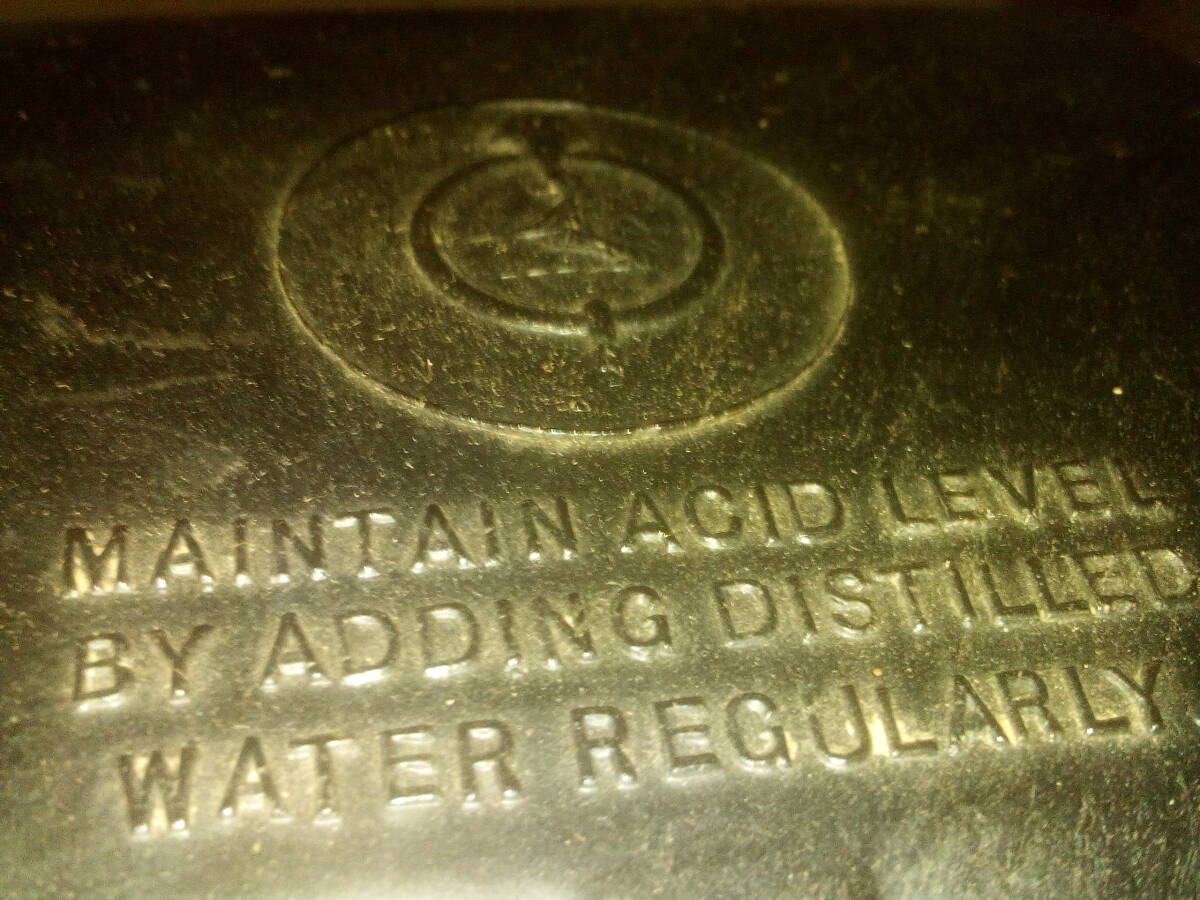 MAINTAIN ACID LEVEL
BY ADDING DISTILLED
WATER REGULARLY